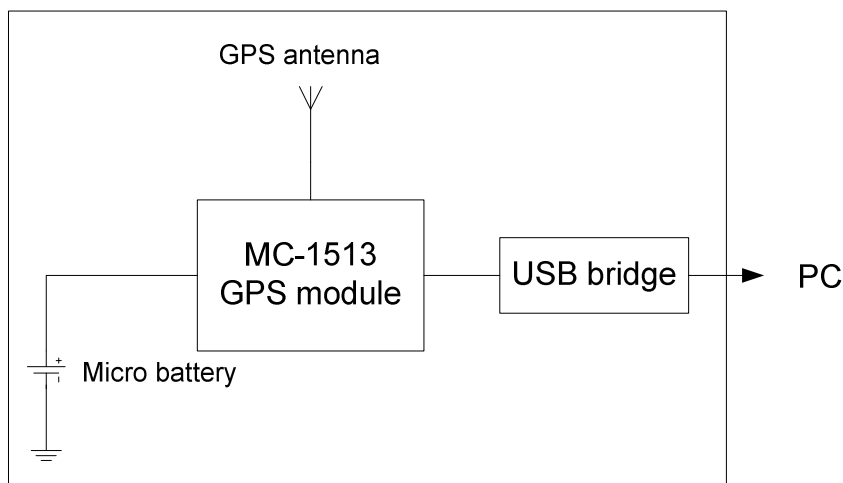 GPS antenna
MC-1513
GPS module
USB bridge
PC
+
-
Micro battery